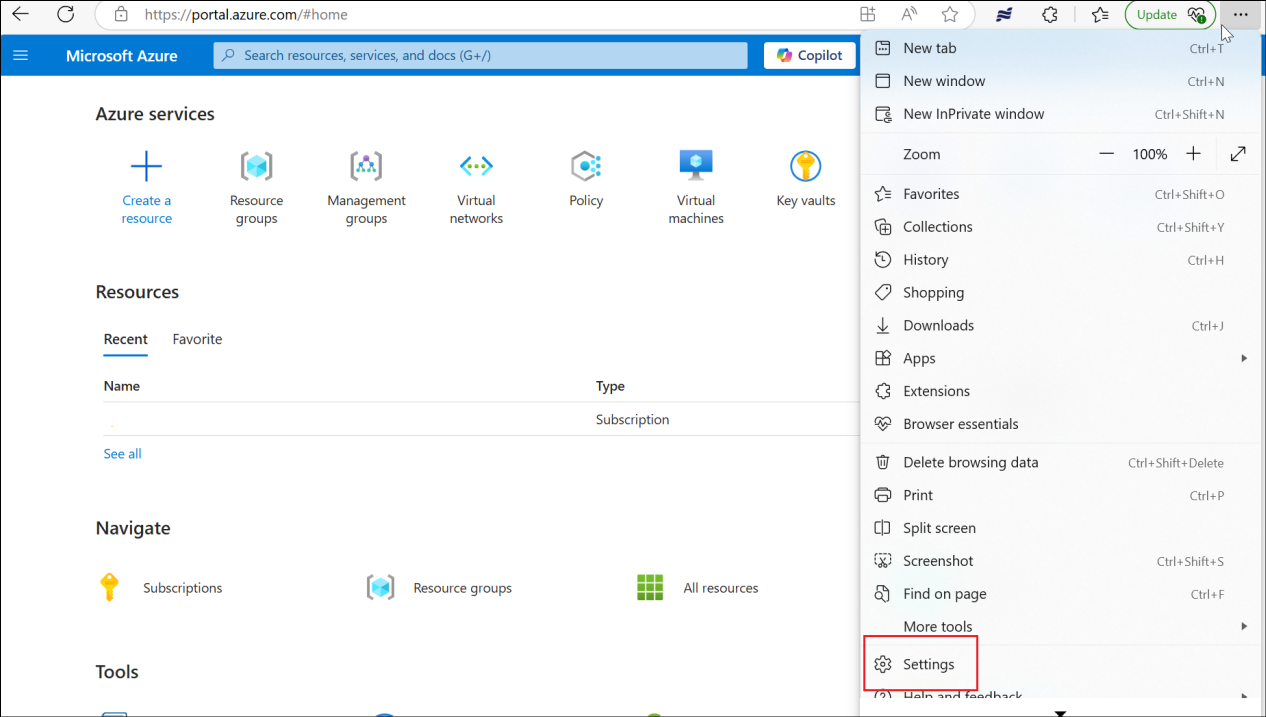 https://portal.azure.com/#home
Update
Microsoft Azure
Search resources, services, and docs (G+/)
Copilot
Azure services
Create a
resource
Resource
groups
Management
groups
Virtual
networks
Policy
Virtual
machines
Key vaults
Resources
Recent
Favorite
Name
Type
Subscription
See all
Navigate
Subscriptions
Resource groups
All resources
Tools
New tab Ctrl+T
New window Ctrl+N
New InPrivate window Ctrl+Shift+N
Zoom 100%
Favorites Ctrl+Shift+O
Collections Ctrl+Shift+Y
History Ctrl+H
Shopping
Downloads Ctrl+J
Apps
Extensions
Browser essentials
Delete browsing data Ctrl+Shift+Delete
Print Ctrl+P
Split screen
Screenshot Ctrl+Shift+S
Find on page Ctrl+F
More tools
Settings
Help and feedback